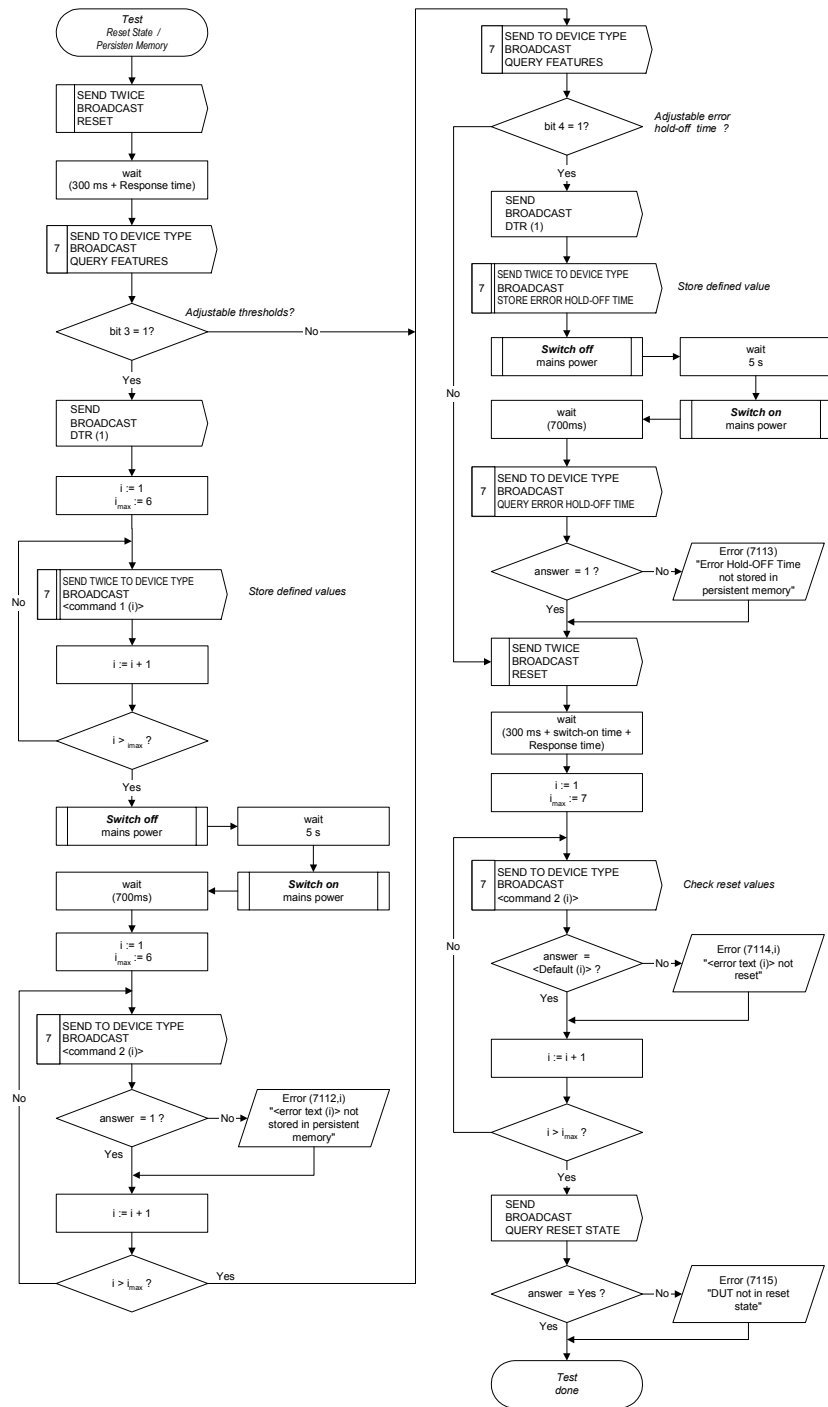 Test
Reset State /
Persisten Memory
SEND TWICE
BROADCAST
RESET
wait
(300 ms + Response time)
7
SEND TO DEVICE TYPE
BROADCAST
QUERY FEATURES
Adjustable thresholds?
bit 3 = 1?
No
Yes
SEND
BROADCAST
DTR (1)
i := 1
imax := 6
No
7
SEND TWICE TO DEVICE TYPE
BROADCAST
<command 1 (i)>
Store defined values
i := i + 1
i > imax ?
Yes
Switch off
mains power
wait
5 s
wait
(700ms)
Switch on
mains power
i := 1
imax := 6
No
7
SEND TO DEVICE TYPE
BROADCAST
<command 2 (i)>
answer = 1 ?
No
Error (7112,i)
"<error text (i)> not
stored in persistent
memory"
Yes
i := i + 1
i > imax ?
Yes
7
SEND TO DEVICE TYPE
BROADCAST
QUERY FEATURES
bit 4 = 1?
Adjustable error
hold-off time ?
Yes
SEND
BROADCAST
DTR (1)
7
SEND TWICE TO DEVICE TYPE
BROADCAST
STORE ERROR HOLD-OFF TIME
Store defined value
Switch off
mains power
wait
5 s
No
wait
(700ms)
Switch on
mains power
7
SEND TO DEVICE TYPE
BROADCAST
QUERY ERROR HOLD-OFF TIME
answer = 1 ?
No
Error (7113)
"Error Hold-OFF Time
not stored in
persistent memory"
Yes
SEND TWICE
BROADCAST
RESET
wait
(300 ms + switch-on time +
Response time)
i := 1
imax := 7
7
SEND TO DEVICE TYPE
BROADCAST
<command 2 (i)>
Check reset values
No
answer =
<Default (i)> ?
No
Error (7114,i)
"<error text (i)> not
reset"
Yes
i := i + 1
i > imax ?
Yes
SEND
BROADCAST
QUERY RESET STATE
answer = Yes ?
No
Error (7115)
"DUT not in reset
state"
Yes
Test
done